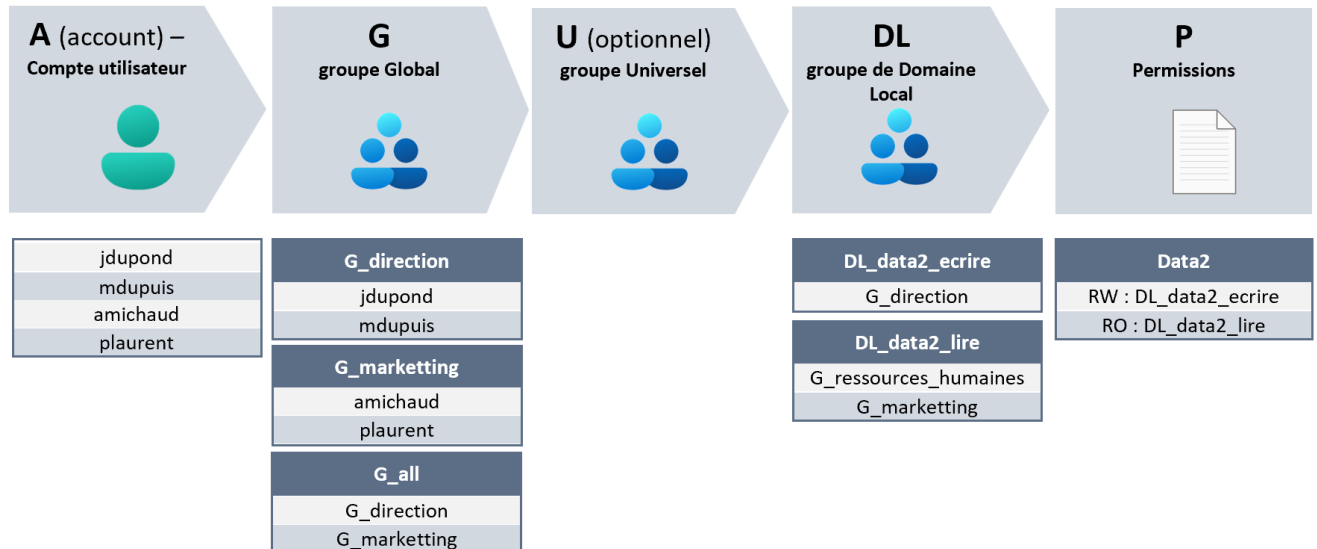 A (account) –
Compte utilisateur
G
groupe Global
U (optionnel)
groupe Universel
DL
groupe de Domaine
Local
P
Permissions
jdupond
mdupuis
amichaud
plaurent
G_direction
jdupond
mdupuis
G_marketting
amichaud
plaurent
G_all
G_direction
G_marketting
DL_data2_ecrire
G_direction
DL_data2_lire
G_ressources_humaines
G_marketting
Data2
RW : DL_data2_ecrire
RO : DL_data2_lire